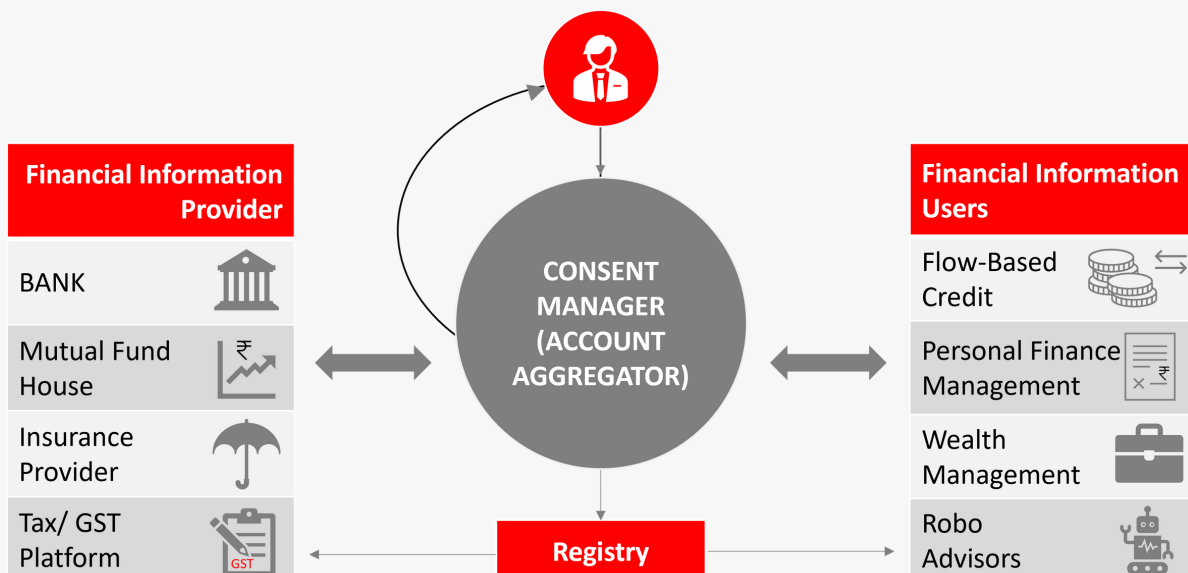 Financial Information
Provider
BANK
Mutual Fund
House
₹
Insurance
Provider
Tax/ GST
Platform
GST
CONSENT
MANAGER
(ACCOUNT
AGGREGATOR)
Registry
Financial Information
Users
Flow-Based
Credit
Personal Finance
Management
₹
Wealth
Management
Robo
Advisors